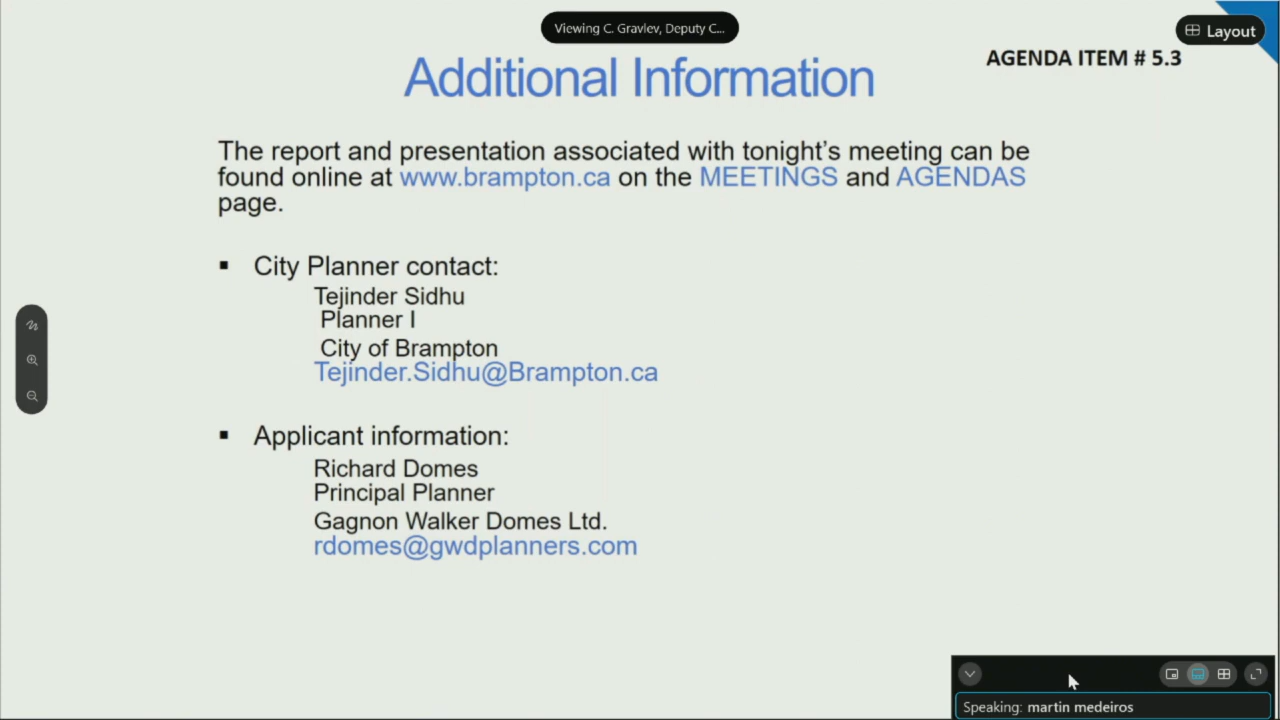 Viewing C. Gravlev, Deputy C...
Layout
AGENDA ITEM # 5.3
Additional Information
The report and presentation associated with tonight's meeting can be
found online at www.brampton.ca on the MEETINGS and AGENDAS
page.
▪ City Planner contact:
Tejinder Sidhu
Planner I
City of Brampton
Tejinder.Sidhu@Brampton.ca
▪ Applicant information:
Richard Domes
Principal Planner
Gagnon Walker Domes Ltd.
rdomes@gwdplanners.com
Speaking: martin medeiros